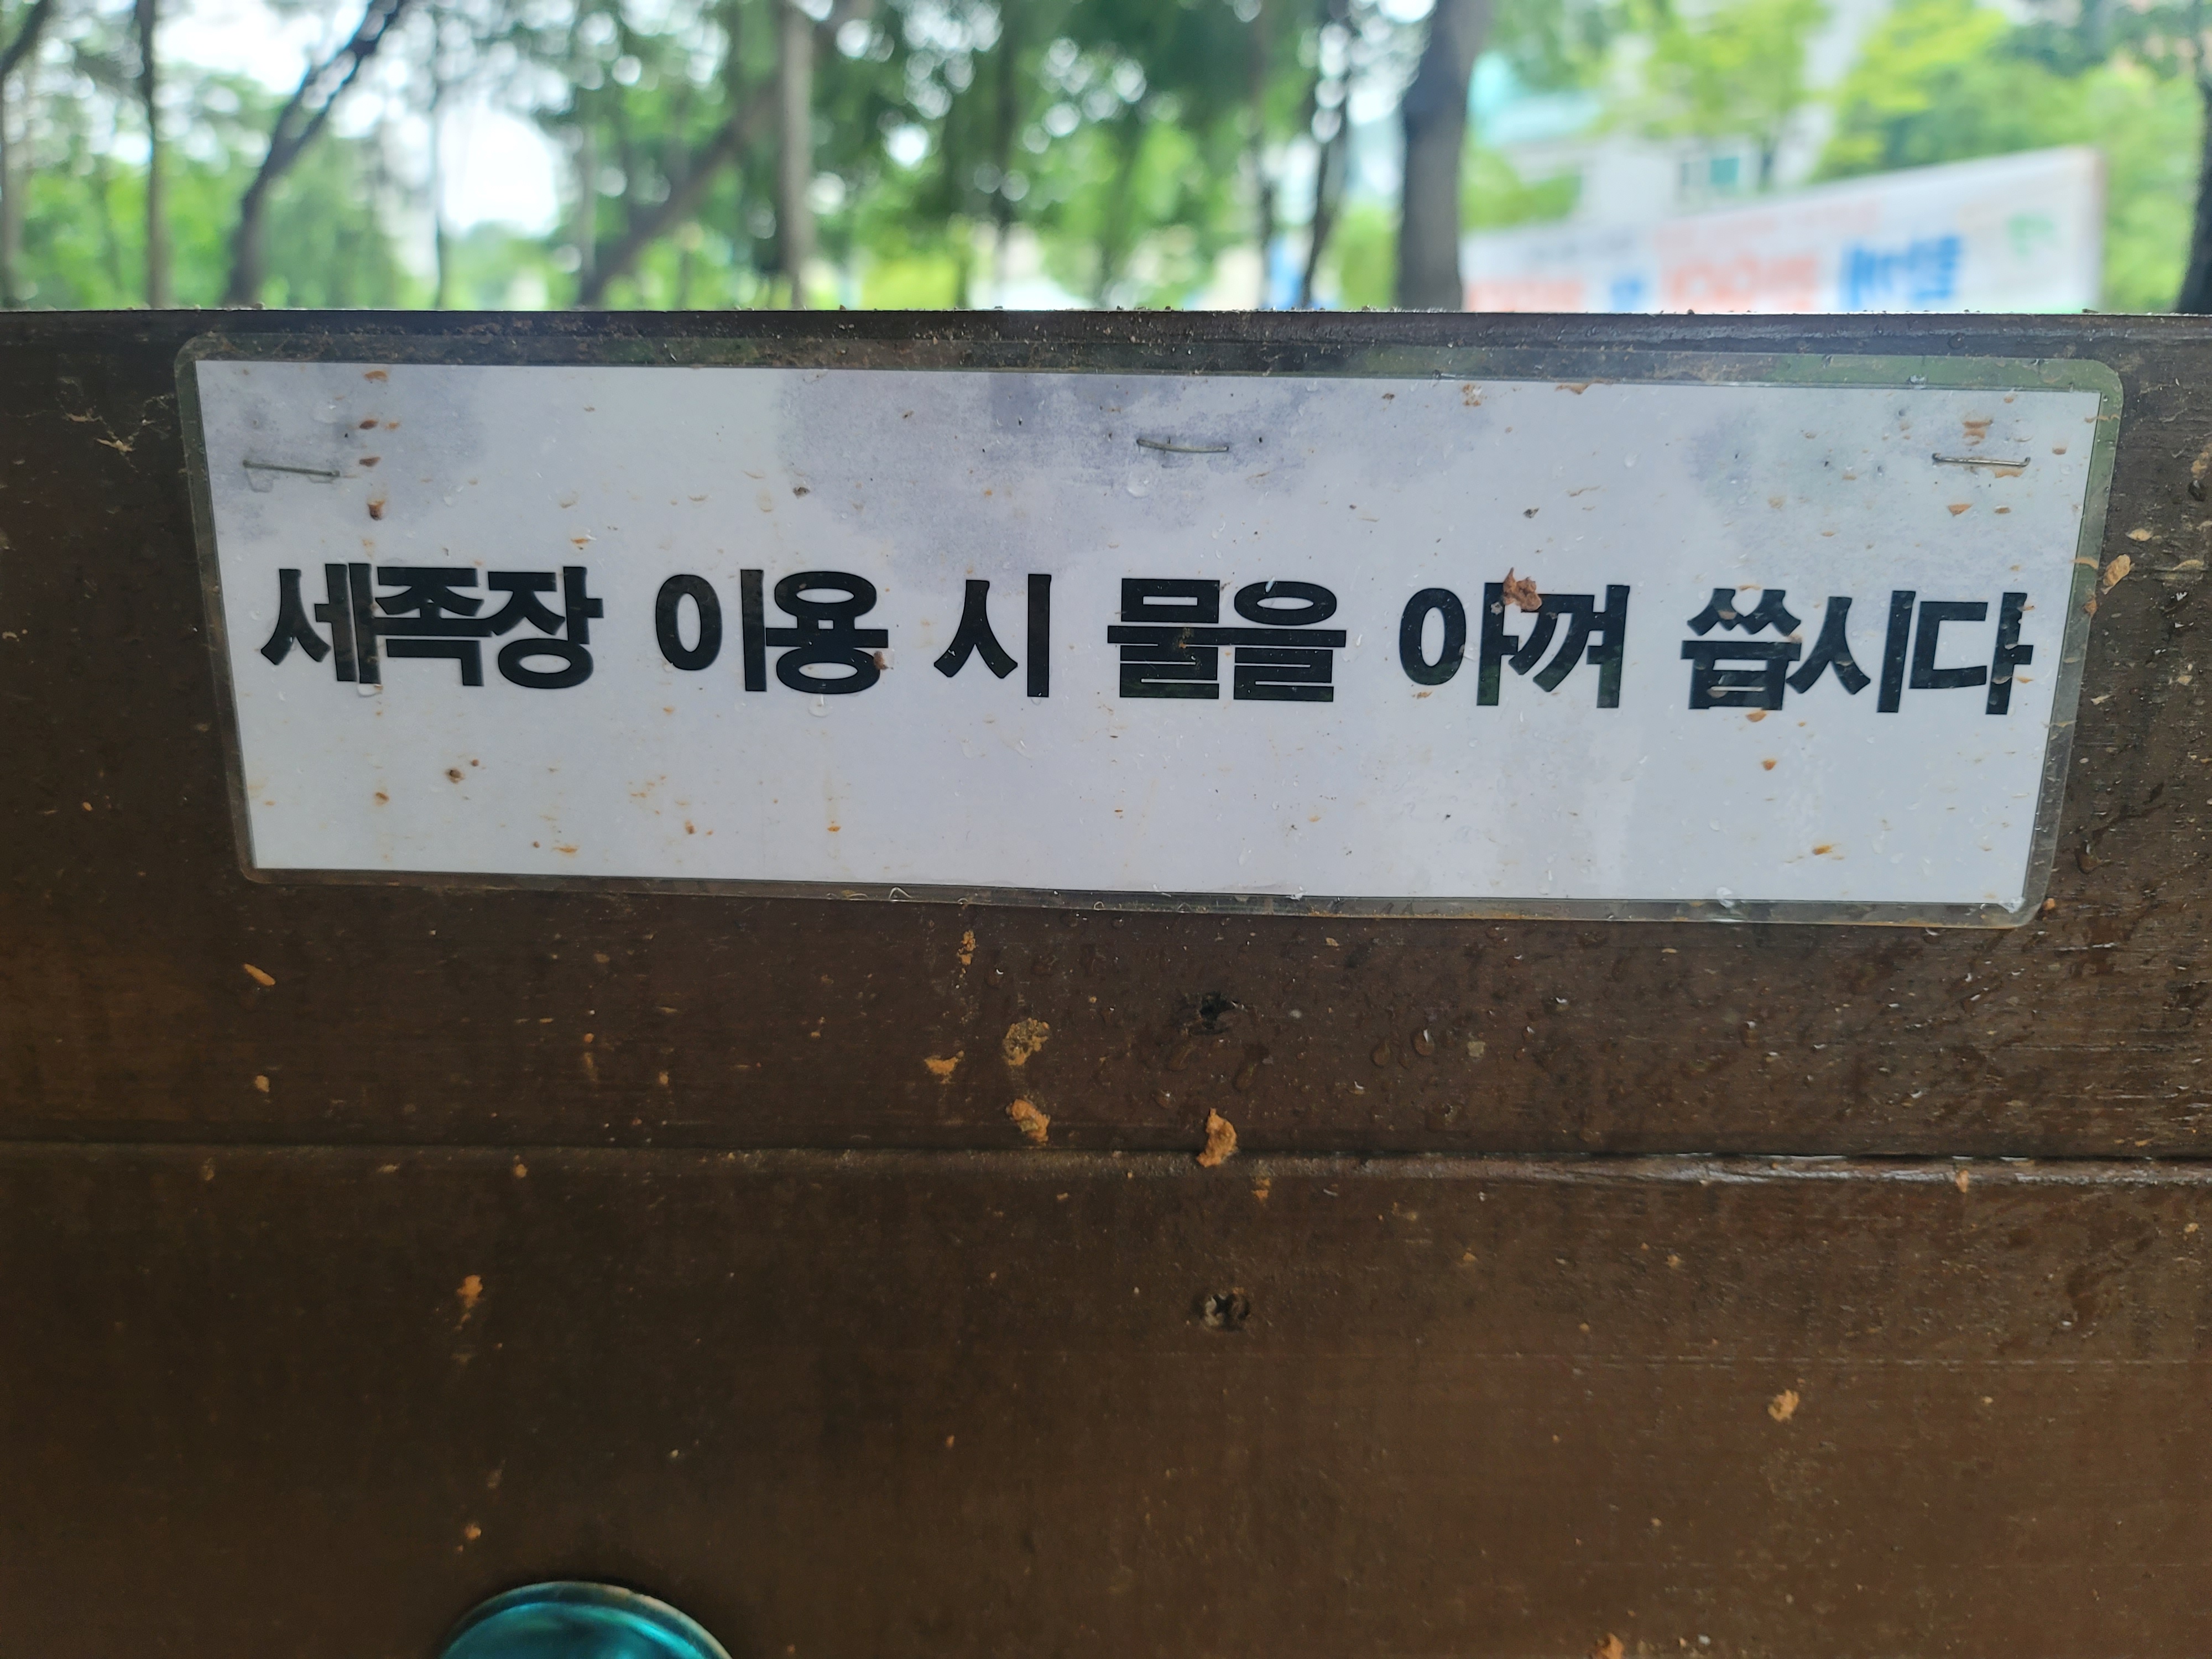 세족장 이용 시 물을 아껴 씁시다